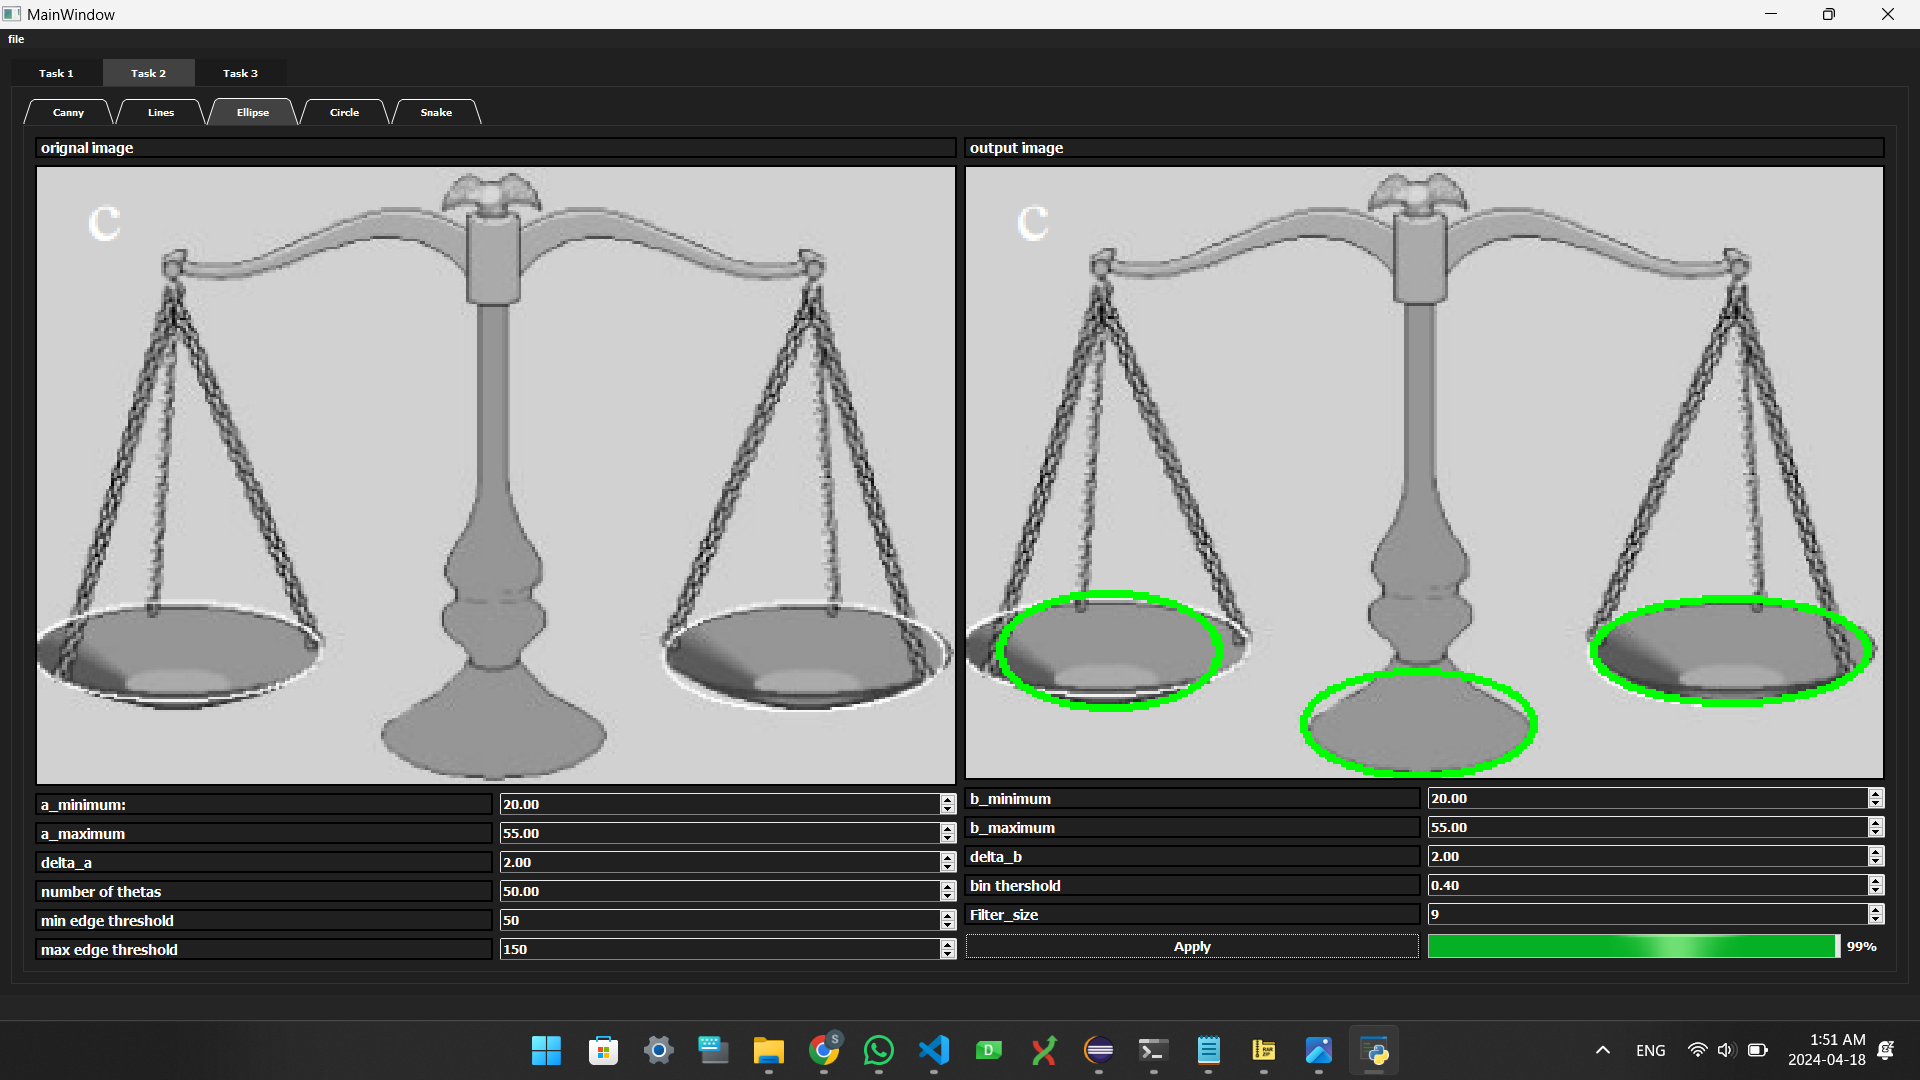 MainWindow
file
Task 1 Task 2 Task 3
Canny Lines Ellipse Circle Snake
orignal image
output image
C
C
a_minimum: 20.00
a_maximum 55.00
delta_a 2.00
number of thetas 50.00
min edge threshold 50
max edge threshold 150
b_minimum 20.00
b_maximum 55.00
delta_b 2.00
bin thershold 0.40
Filter_size 9
Apply 99%
S
D
RAR
ZIP
ENG
1:51 AM
2024-04-18